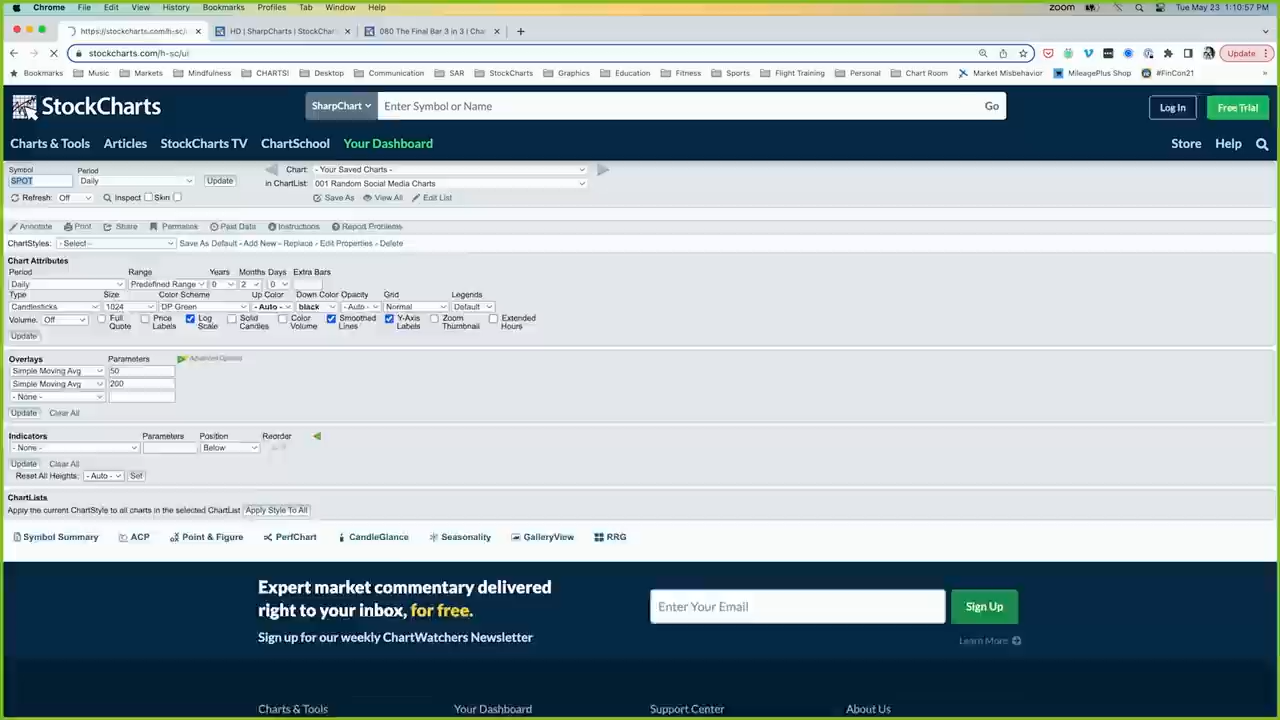 Chrome File Edit View History Bookmarks Profiles Tab Window Help zoom Tue May 23 1:10:57 PM
https://stockcharts.com/h-sc/ui × HD | SharpCharts | StockChart × 080 The Final Bar 3 in 3 | Char × +
stockcharts.com/h-sc/ui Update
Bookmarks Music Markets Mindfulness CHARTS! Desktop Communication SAR StockCharts Graphics Education Fitness Sports Flight Training Personal Chart Room Market Misbehavior MileagePlus Shop #FinCon21 »
StockCharts SharpChart Enter Symbol or Name Go Log In Free Trial
Charts & Tools Articles StockCharts TV ChartSchool Your Dashboard Store Help
Symbol Period Chart: - Your Saved Charts -
SPOT Daily Update in ChartList: 001 Random Social Media Charts
Refresh: Off Inspect Skin Save As View All Edit List
Annotate Print Share Permalink Past Data Instructions Report Problems
ChartStyles: - Select - Save As Default - Add New - Replace - Edit Properties - Delete
Chart Attributes
Period Range Years Months Days Extra Bars
Daily Predefined Range 0 2 0
Type Size Color Scheme Up Color Down Color Opacity Grid Legends
Candlesticks 1024 DP Green - Auto - black - Auto - Normal Default
Volume: Off Full Quote Price Labels Log Scale Solid Candles Color Volume Smoothed Lines Y-Axis Labels Zoom Thumbnail Extended Hours
Update
Overlays Parameters Advanced Options
Simple Moving Avg 50
Simple Moving Avg 200
- None -
Update Clear All
Indicators Parameters Position Reorder
- None - Below
Update Clear All
Reset All Heights: - Auto - Set
ChartLists
Apply the current ChartStyle to all charts in the selected ChartList Apply Style To All
Symbol Summary ACP Point & Figure PerfChart CandleGlance Seasonality GalleryView RRG
Expert market commentary delivered
right to your inbox, for free.
Sign up for our weekly ChartWatchers Newsletter
Enter Your Email Sign Up
Learn More
Charts & Tools Your Dashboard Support Center About Us